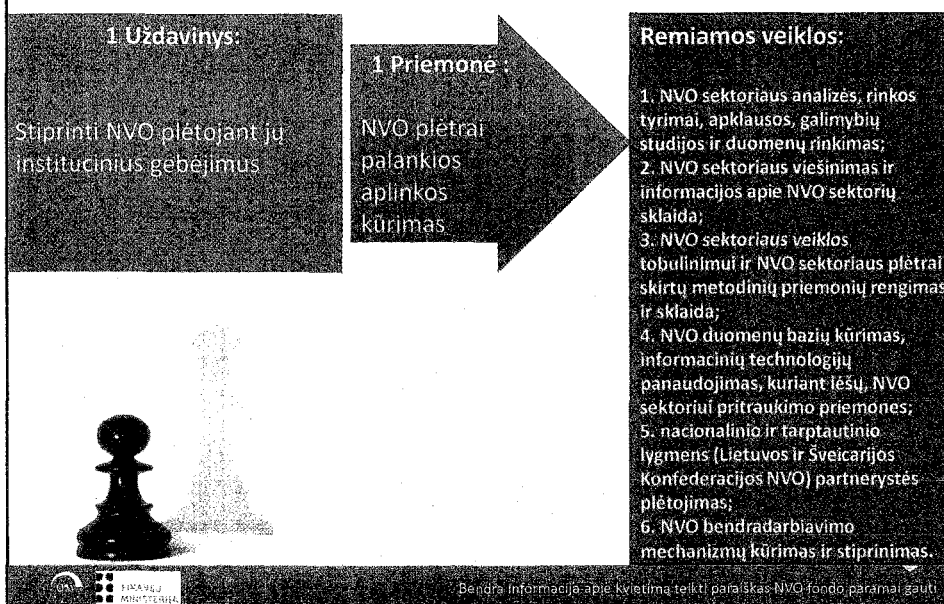 1 Uždavinys:
Stiprinti NVO plėtojant jų
institucinius gebėjimus
1 Priemonė :
NVO plėtrai
palankios
aplinkos
kūrimas
Remiamos veiklos:
1. NVO sektoriaus analizės, rinkos
tyrimai, apklausos, galimybių
studijos ir duomenų rinkimas;
2. NVO sektoriaus viešinimas ir
informacijos apie NVO sektorių
sklaida;
3. NVO sektoriaus veiklos
tobulinimui ir NVO sektoriaus plėtrai
skirtų metodinių priemonių rengimas
ir sklaida;
4. NVO duomenų bazių kūrimas,
informacinių technologijų
panaudojimas, kuriant lėšų, NVO
sektoriui pritraukimo priemones;
5. nacionalinio ir tarptautinio
lygmens (Lietuvos ir Šveicarijos
Konfederacijos NVO) partnerystės
plėtojimas;
6. NVO bendradarbiavimo
mechanizmų kūrimas ir stiprinimas.
FINANSŲ
MINISTERIJA
Bendra informacija apie kvietimą teikti paraiškas NVO fondo paramai gauti